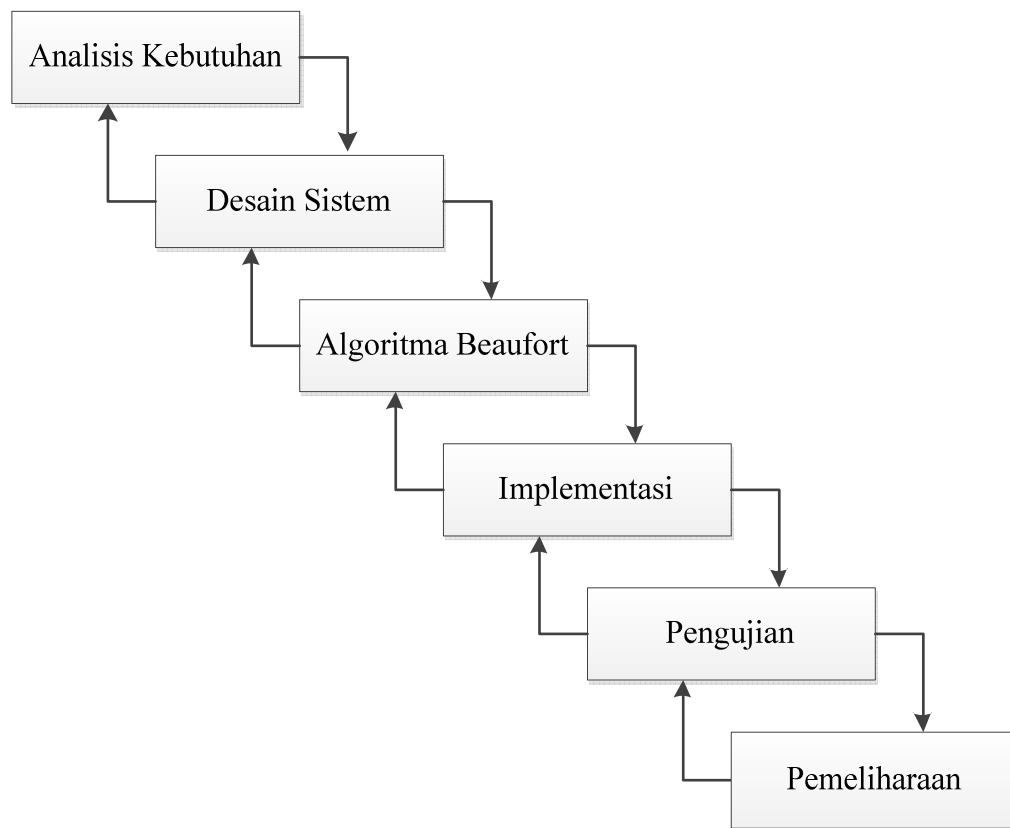 Analisis Kebutuhan
Desain Sistem
Algoritma Beaufort
Implementasi
Pengujian
Pemeliharaan